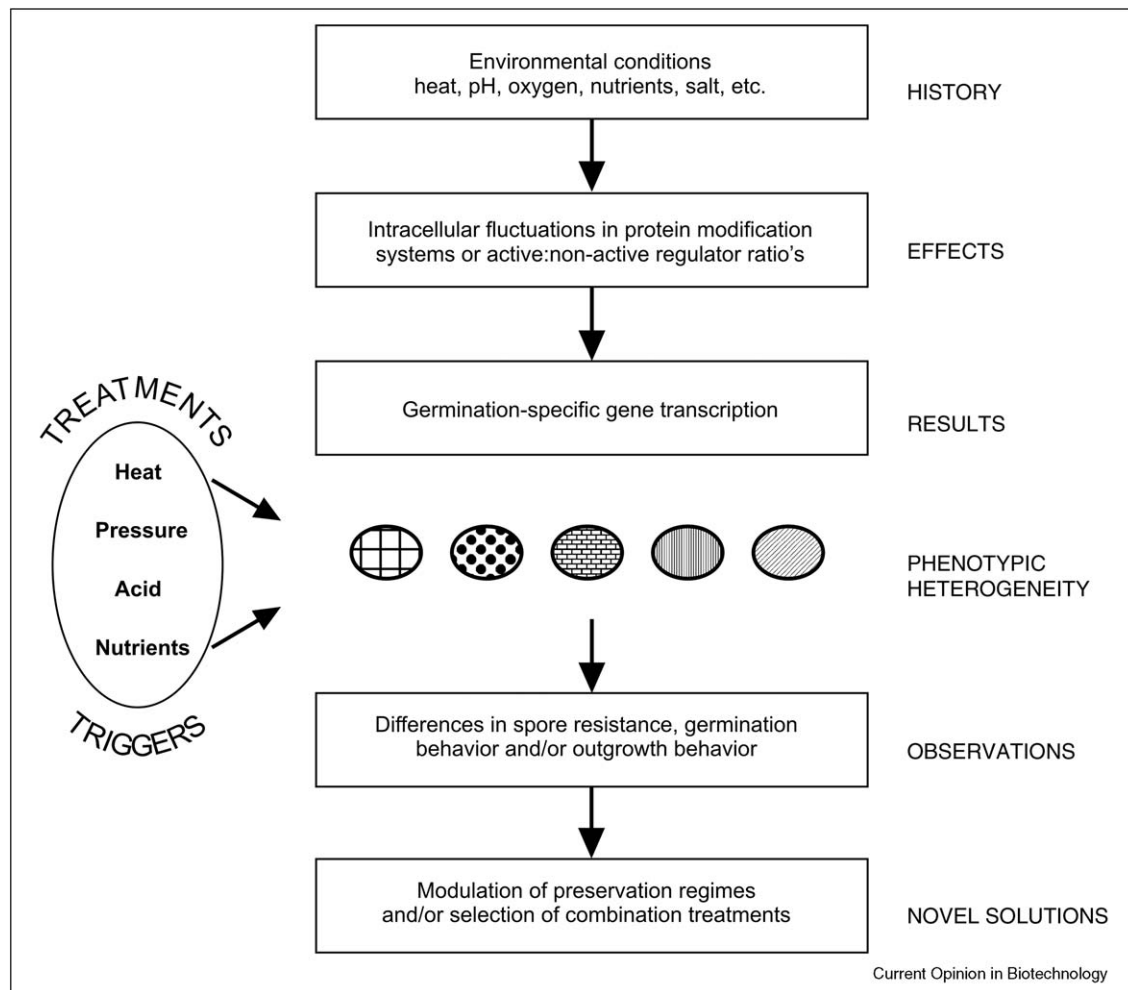 Environmental conditions
heat, pH, oxygen, nutrients, salt, etc.
HISTORY
Intracellular fluctuations in protein modification
systems or active:non-active regulator ratio's
EFFECTS
Germination-specific gene transcription
RESULTS
TREATMENTS
Heat
Pressure
Acid
Nutrients
TRIGGERS
PHENOTYPIC
HETEROGENEITY
Differences in spore resistance, germination
behavior and/or outgrowth behavior
OBSERVATIONS
Modulation of preservation regimes
and/or selection of combination treatments
NOVEL SOLUTIONS
Current Opinion in Biotechnology